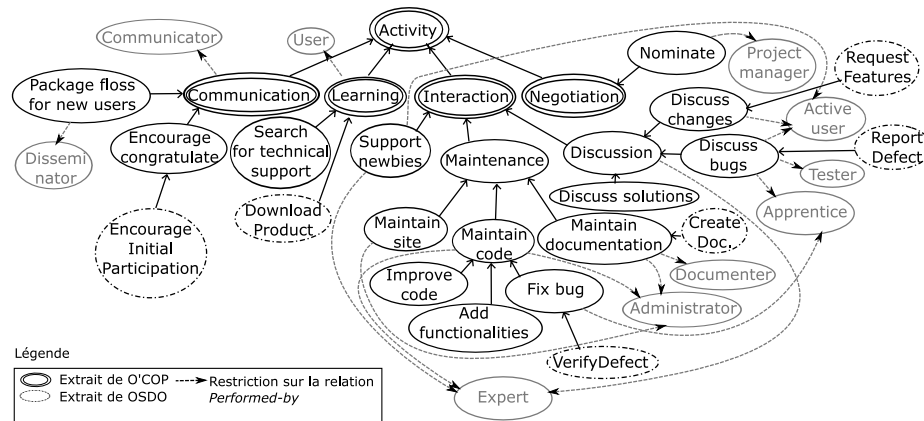 Activity
Communicator
User
Nominate
Project
manager
Request
Features
Package floss
for new users
Communication
Learning
Interaction
Negotiation
Discuss
changes
Active
user
Encourage
congratulate
Search
for technical
support
Support
newbies
Discussion
Discuss
bugs
Report
Defect
Dissemi
nator
Maintenance
Tester
Discuss solutions
Download
Product
Apprentice
Encourage
Initial
Participation
Maintain
site
Maintain
code
Maintain
documentation
Create
Doc.
Documenter
Improve
code
Fix bug
Administrator
Add
functionalities
VerifyDefect
Expert
Légende
Extrait de O'COP
Restriction sur la relation
Extrait de OSDO
Performed-by